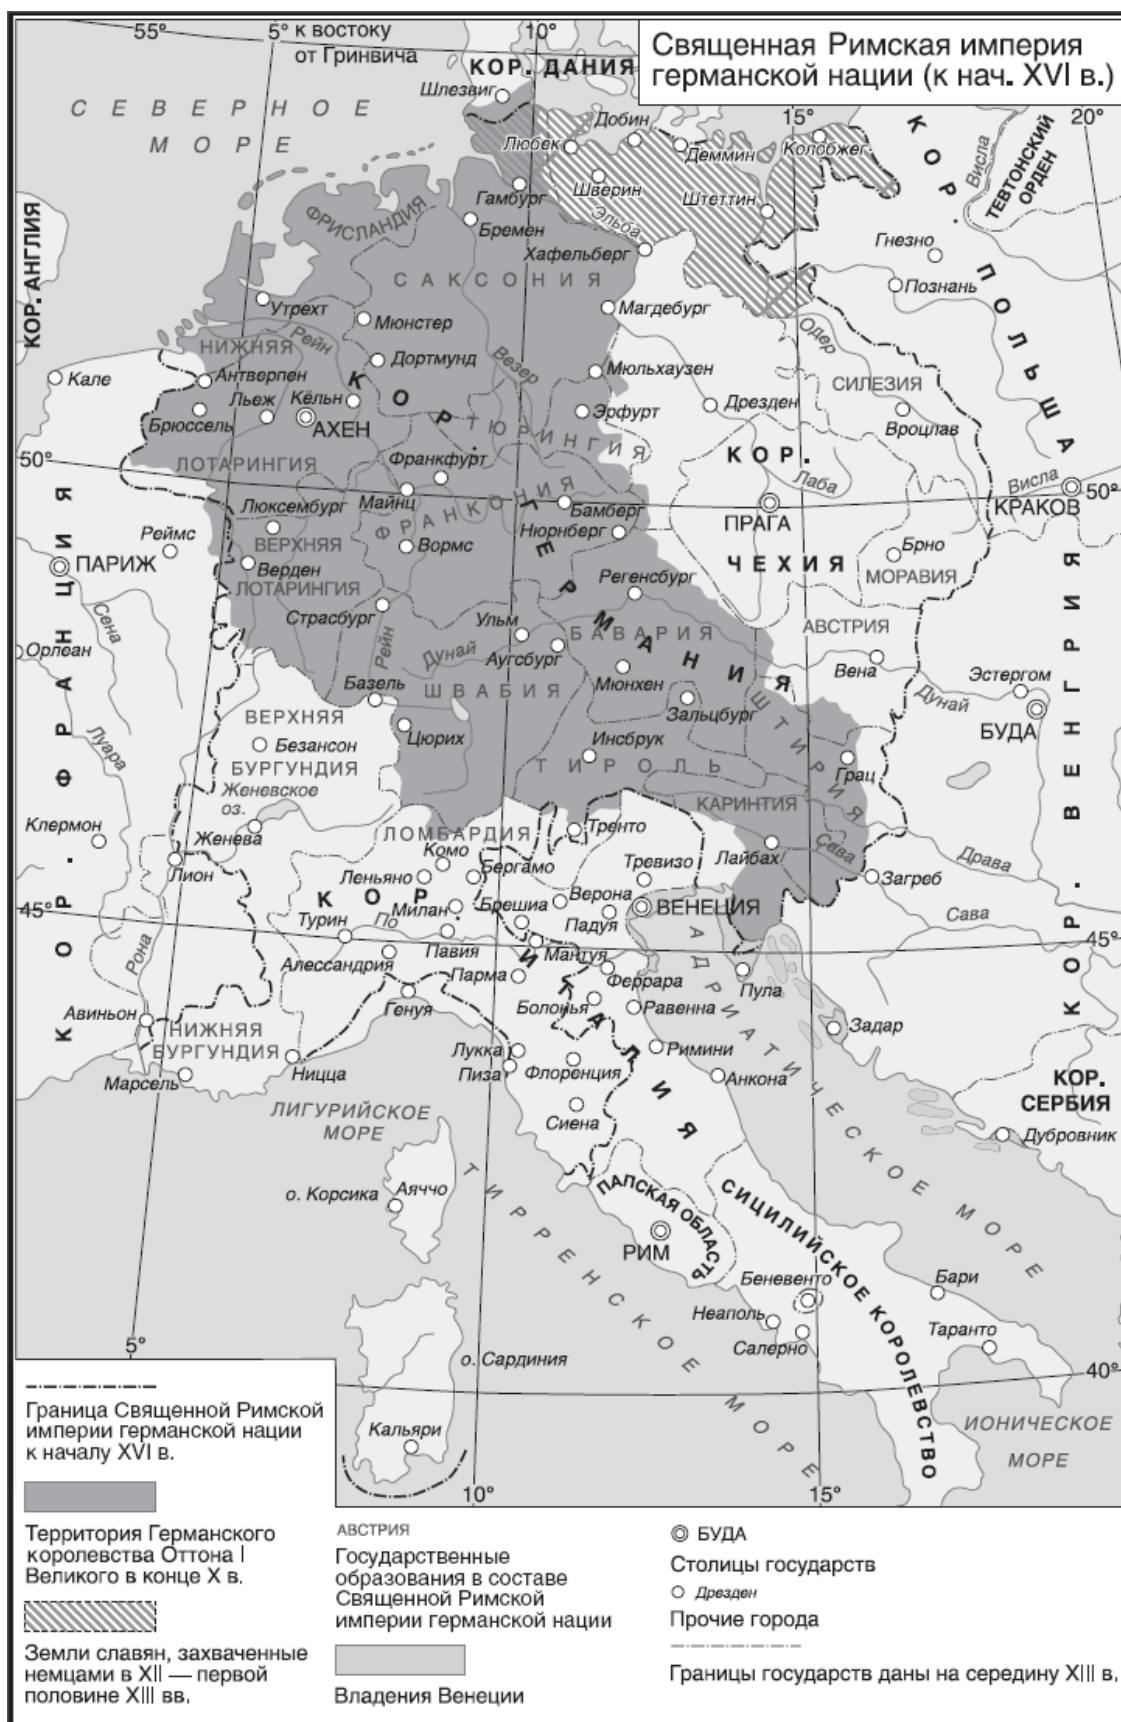 Священная Римская империя
германской нации (к нач. XVI в.)
55°
5° к востоку
от Гринвича
10°
15°
20°
КОР. ДАНИЯ
Шлезвиг
СЕВЕРНОЕ
МОРЕ
Любек
Добин
Деммин
Колобжег
Шверин
Штеттин
Гамбург
Эльба
Бремен
Хафельберг
ФРИСЛАНДИЯ
САКСОНИЯ
КОР. АНГЛИЯ
КОР. ПОЛЬША
Висла
ТЕВТОНСКИЙ
ОРДЕН
Гнезно
Познань
Утрехт
Мюнстер
Магдебург
Одер
НИЖНЯЯ
Рейн
Дортмунд
Везер
Мюльхаузен
СИЛЕЗИЯ
Кале
Антверпен
Льеж
Кёльн
Эрфурт
Дрезден
Вроцлав
Брюссель
АХЕН
ТЮРИНГИЯ
КОР. ГЕРМАНИЯ
50°
ЛОТАРИНГИЯ
Франкфурт
КОР.
Лаба
Висла
50°
Люксембург
Майнц
ФРАНКОНИЯ
Бамберг
ПРАГА
КРАКОВ
Реймс
ВЕРХНЯЯ
Вормс
Нюрнберг
Брно
ПАРИЖ
Верден
ЧЕХИЯ
МОРАВИЯ
ЛОТАРИНГИЯ
Регенсбург
Сена
Страсбург
Ульм
БАВАРИЯ
АВСТРИЯ
Орлеан
Рейн
Дунай
Аугсбург
Вена
Эстергом
Базель
ШВАБИЯ
Мюнхен
Дунай
БУДА
ВЕРХНЯЯ
Зальцбург
ШТИРИЯ
Безансон
Цюрих
Инсбрук
Луара
БУРГУНДИЯ
ТИРОЛЬ
Грац
Женевское
оз.
КАРИНТИЯ
КОР. ФРАНЦИЯ
КОР. ВЕНГРИЯ
Клермон
Женева
ЛОМБАРДИЯ
Тренто
Комо
Лайбах
Сава
Драва
Лион
Леньяно
Бергамо
Тревизо
Загреб
КОР. ИТАЛИЯ
45°
Турин
По
Милан
Брешиа
Верона
ВЕНЕЦИЯ
Сава
Падуя
45°
Рона
Алессандрия
Павия
Мантуя
Парма
Феррара
Пула
АДРИАТИЧЕСКОЕ МОРЕ
Авиньон
Генуя
Болонья
Равенна
Задар
НИЖНЯЯ
БУРГУНДИЯ
Лукка
Римини
Марсель
Ницца
Пиза
Флоренция
Анкона
КОР.
СЕРБИЯ
ЛИГУРИЙСКОЕ
МОРЕ
Сиена
Дубровник
о. Корсика
Аяччо
ТИРРЕНСКОЕ МОРЕ
ПАПСКАЯ ОБЛАСТЬ
СИЦИЛИЙСКОЕ КОРОЛЕВСТВО
РИМ
Беневенто
Бари
Неаполь
Салерно
Таранто
5°
о. Сардиния
40°
Кальяри
ИОНИЧЕСКОЕ
МОРЕ
10°
15°
Граница Священной Римской
империи германской нации
к началу XVI в.
Территория Германского
королевства Оттона I
Великого в конце X в.
Земли славян, захваченные
немцами в XII — первой
половине XIII вв.
АВСТРИЯ
Государственные
образования в составе
Священной Римской
империи германской нации
Владения Венеции
БУДА
Столицы государств
Дрезден
Прочие города
Границы государств даны на середину XIII в.